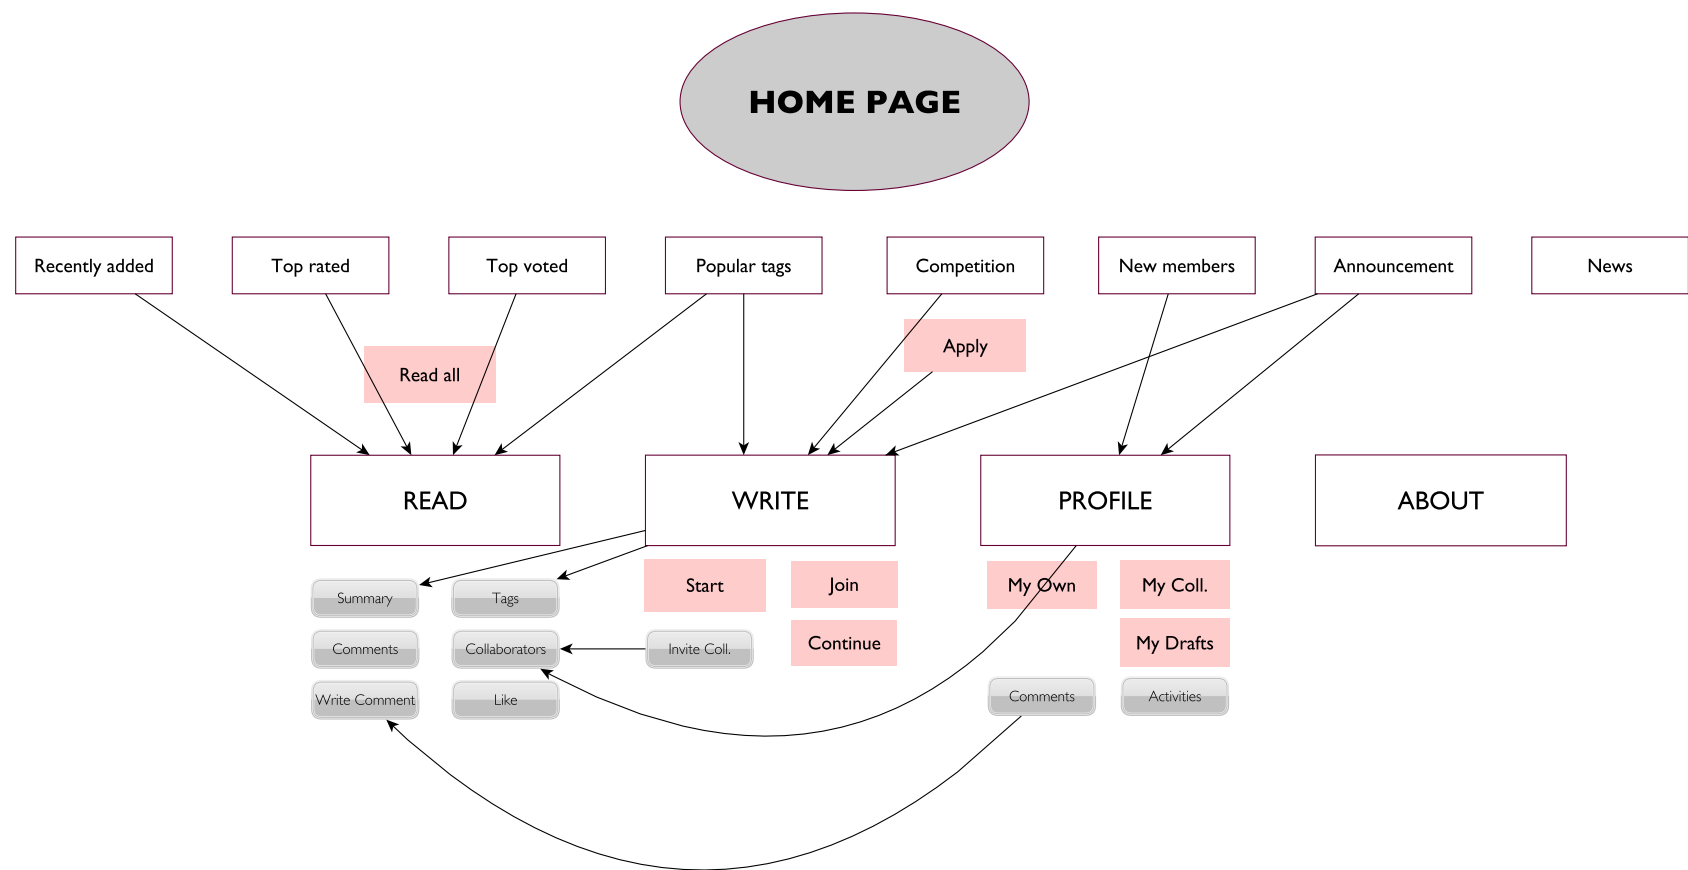 HOME PAGE
Recently added
Top rated
Top voted
Popular tags
Competition
New members
Announcement
News
Apply
Read all
READ
WRITE
PROFILE
ABOUT
Start
Join
My Own
My Coll.
Summary
Tags
Continue
My Drafts
Comments
Collaborators
Invite Coll.
Write Comment
Like
Comments
Activities